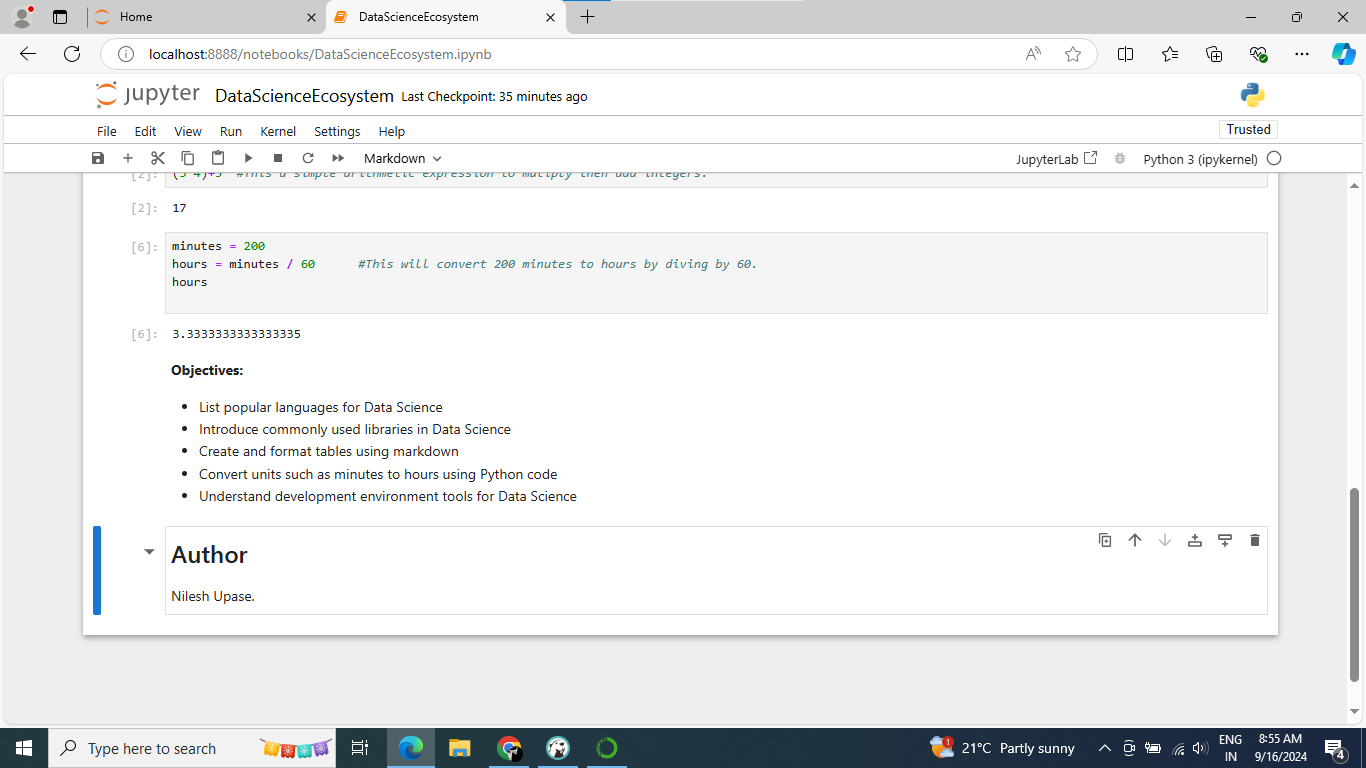 Home
DataScienceEcosystem
localhost:8888/notebooks/DataScienceEcosystem.ipynb
jupyter DataScienceEcosystem Last Checkpoint: 35 minutes ago
File Edit View Run Kernel Settings Help Trusted
Markdown JupyterLab Python 3 (ipykernel)
[2]: #This a simple arithmetic expression to mutiply then add integers.
[2]: 17
[6]: minutes = 200
hours = minutes / 60 #This will convert 200 minutes to hours by diving by 60.
hours
[6]: 3.3333333333333335
Objectives:
• List popular languages for Data Science
• Introduce commonly used libraries in Data Science
• Create and format tables using markdown
• Convert units such as minutes to hours using Python code
• Understand development environment tools for Data Science
Author
Nilesh Upase.
Type here to search
1
21°C Partly sunny
ENG
IN
8:55 AM
9/16/2024
4